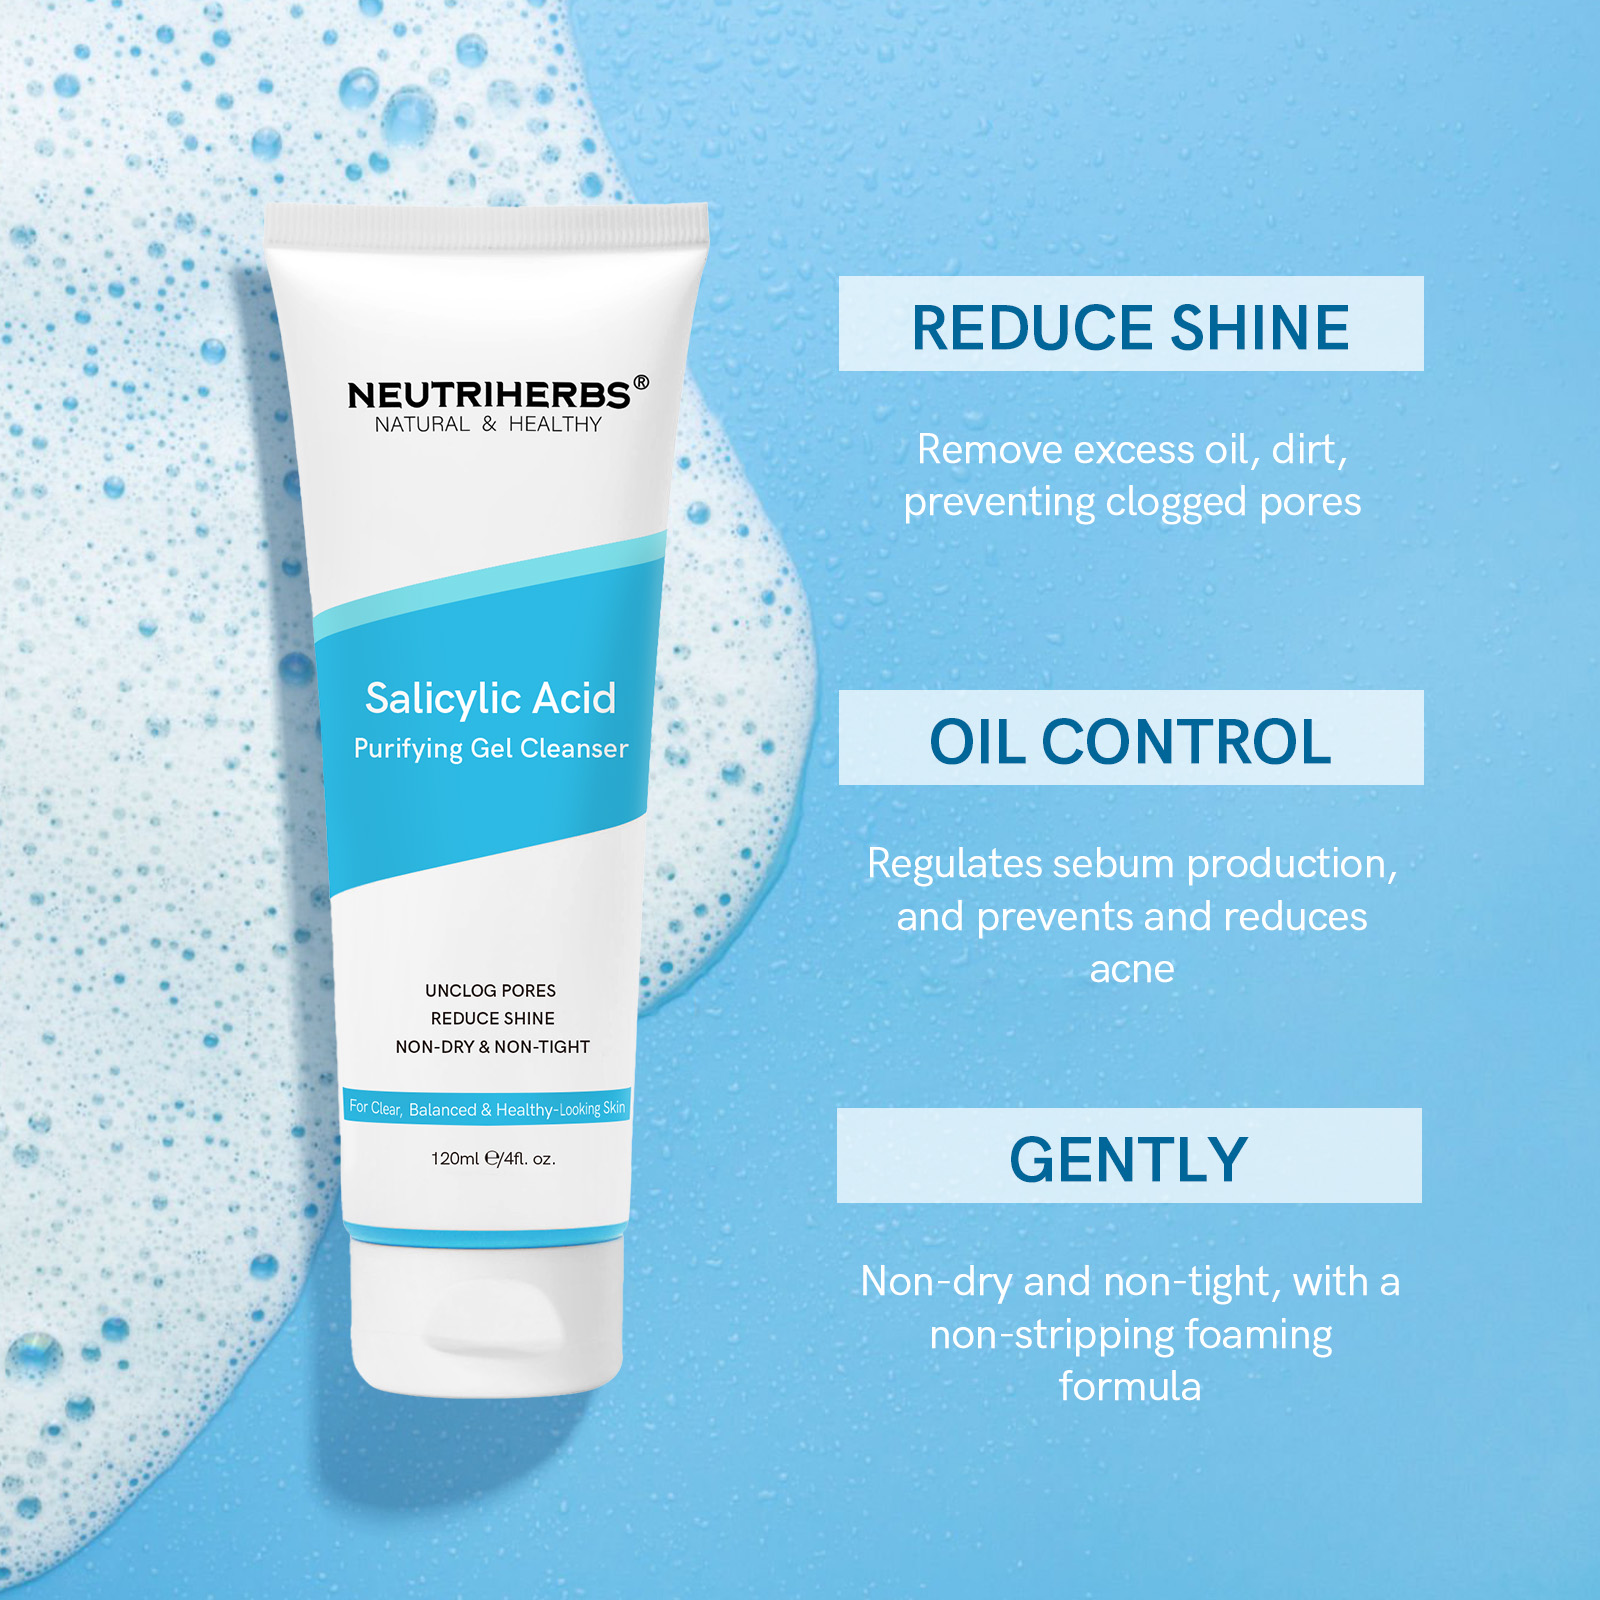 NEUTRIHERBS®
NATURAL & HEALTHY
Salicylic Acid
Purifying Gel Cleanser
UNCLOG PORES
REDUCE SHINE
NON-DRY & NON-TIGHT
For Clear, Balanced & Healthy-Looking Skin
120ml ℮/4fl. oz.
REDUCE SHINE
Remove excess oil, dirt,
preventing clogged pores
OIL CONTROL
Regulates sebum production,
and prevents and reduces
acne
GENTLY
Non-dry and non-tight, with a
non-stripping foaming
formula